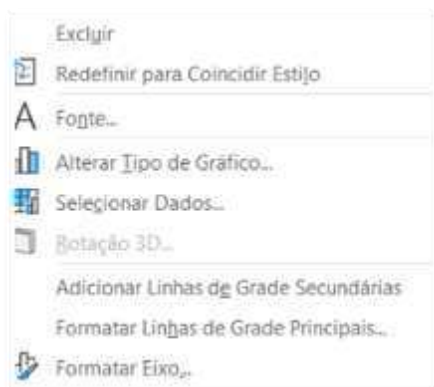 Excluir
Redefinir para Coincidir Estilo
Fonte...
Alterar Tipo de Gráfico...
Selecionar Dados...
Rotação 3D...
Adicionar Linhas de Grade Secundárias
Formatar Linhas de Grade Principais...
Formatar Eixo...